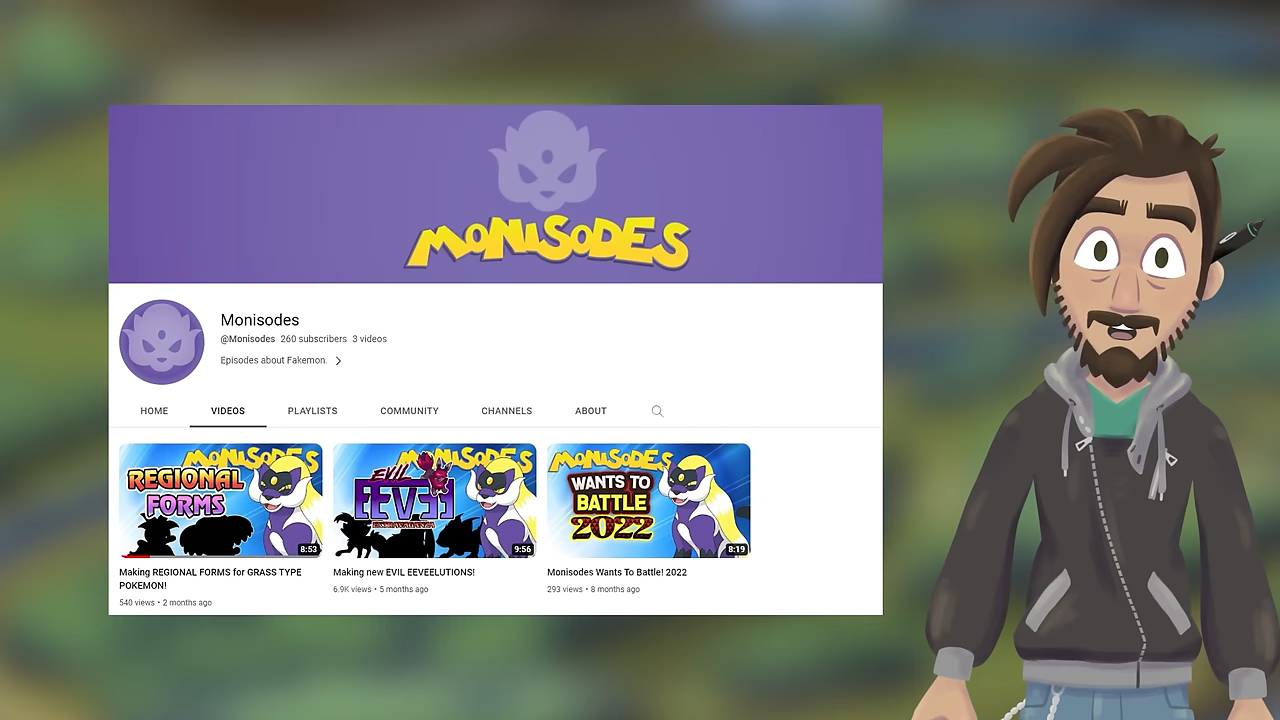 MONISODES
Monisodes
@Monisodes 260 subscribers 3 videos
Episodes about Fakemon.
HOME VIDEOS PLAYLISTS COMMUNITY CHANNELS ABOUT
MONISODES
REGIONAL
FORMS
8:53
MONISODES
EVIL
EEVEE
EXTRAVAGANZA
9:56
MONISODES
WANTS TO
BATTLE
2022
8:19
Making REGIONAL FORMS for GRASS TYPE
POKEMON!
540 views • 2 months ago
Making new EVIL EEVEELUTIONS!
6.9K views • 5 months ago
Monisodes Wants To Battle! 2022
293 views • 8 months ago